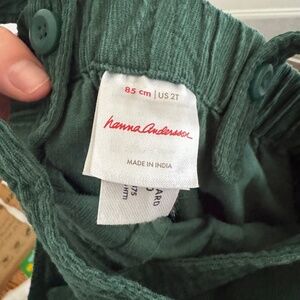 85 cm | US 2T
hanna andersson
MADE IN INDIA